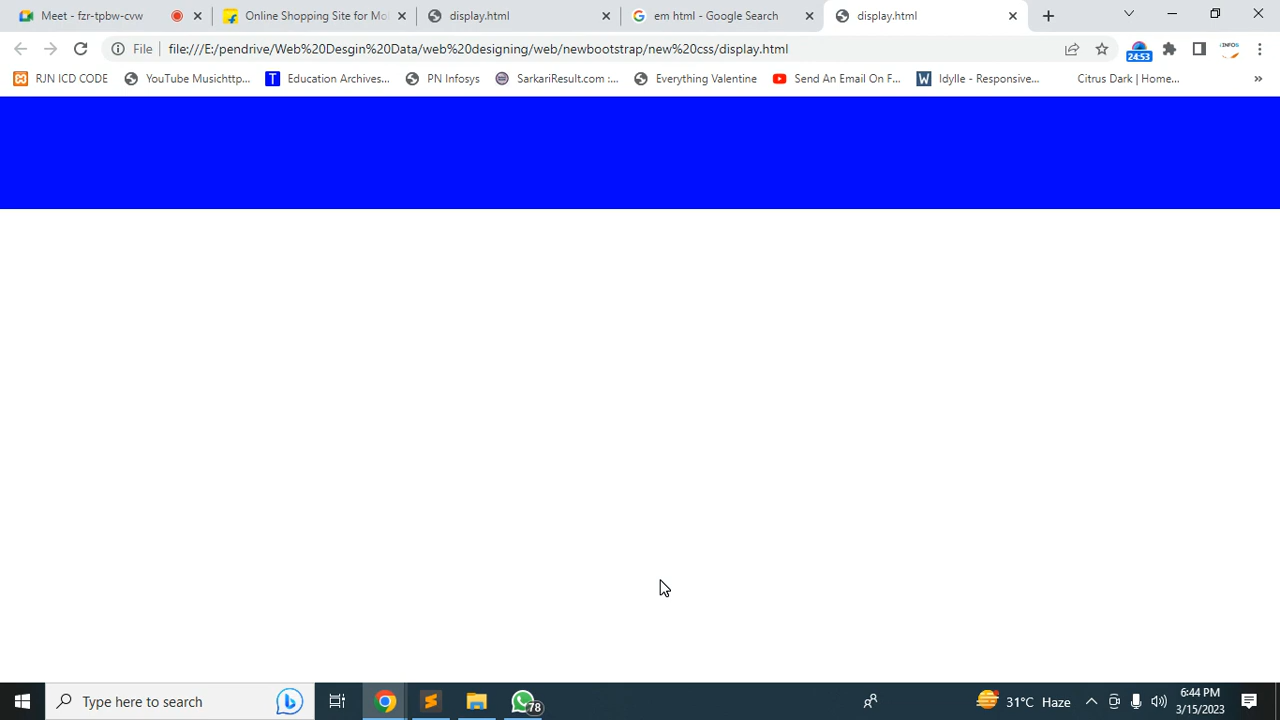 Meet - fzr-tpbw-cvw
Online Shopping Site for Mo
display.html
em html - Google Search
display.html
File
file:///E:/pendrive/Web%20Desgin%20Data/web%20designing/web/newbootstrap/new%20css/display.html
24:53
INFOS
RJN ICD CODE
YouTube Musichttp...
T
Education Archives...
PN Infosys
SarkariResult.com :...
Everything Valentine
Send An Email On F...
W
Idylle - Responsive...
Citrus Dark | Home...
»
Type here to search
78
31°C Haze
6:44 PM
3/15/2023